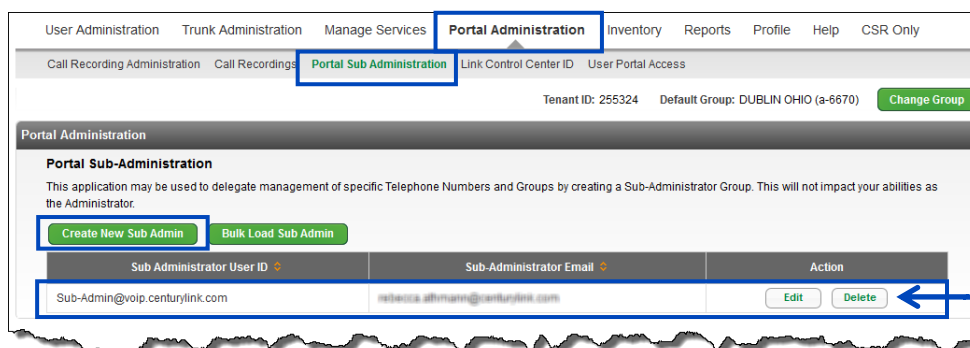 User Administration Trunk Administration Manage Services Portal Administration Inventory Reports Profile Help CSR Only
Call Recording Administration Call Recordings Portal Sub Administration Link Control Center ID User Portal Access
Tenant ID: 255324 Default Group: DUBLIN OHIO (a-6670) Change Group
Portal Administration
Portal Sub-Administration
This application may be used to delegate management of specific Telephone Numbers and Groups by creating a Sub-Administrator Group. This will not impact your abilities as
the Administrator.
Create New Sub Admin Bulk Load Sub Admin
Sub Administrator User ID Sub-Administrator Email Action
Sub-Admin@voip.centurylink.com Edit Delete